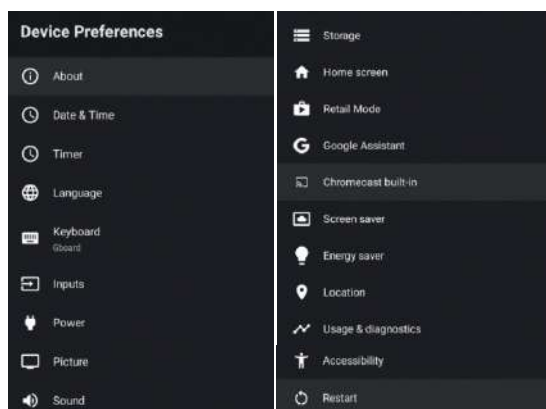 Device Preferences
About
Date & Time
Timer
Language
Keyboard
Gboard
Inputs
Power
Picture
Sound
Storage
Home screen
Retail Mode
Google Assistant
Chromecast built-in
Screen saver
Energy saver
Location
Usage & diagnostics
Accessibility
Restart